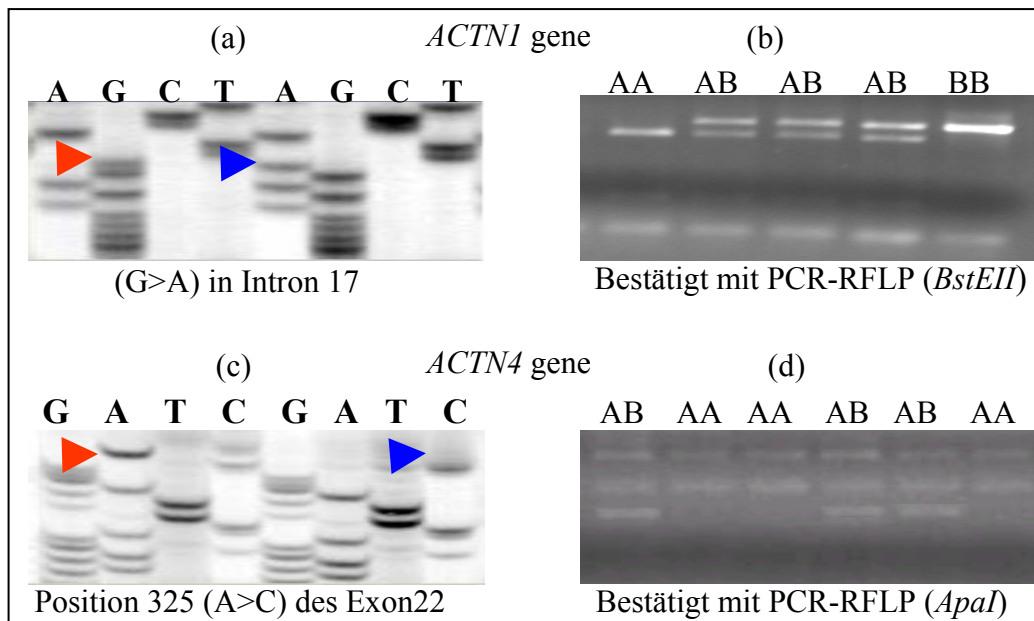 (a) ACTN1 gene (b)
A G C T A G C T
AA AB AB AB BB
(G>A) in Intron 17
Bestätigt mit PCR-RFLP (BstEII)
(c) ACTN4 gene (d)
G A T C G A T C
AB AA AA AB AB AA
Position 325 (A>C) des Exon22
Bestätigt mit PCR-RFLP (ApaI)